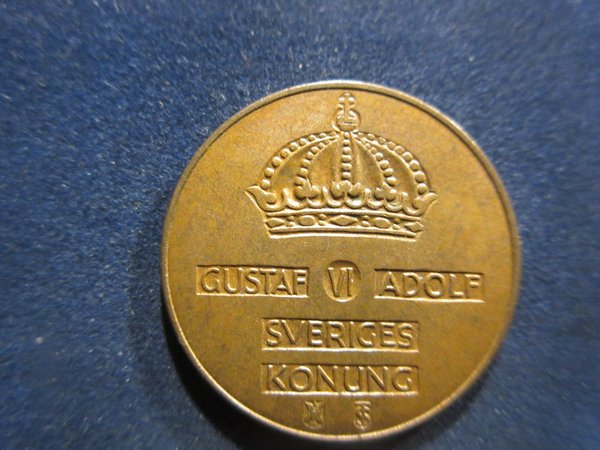 GUSTAF VI ADOLF
SVERIGES
KONUNG